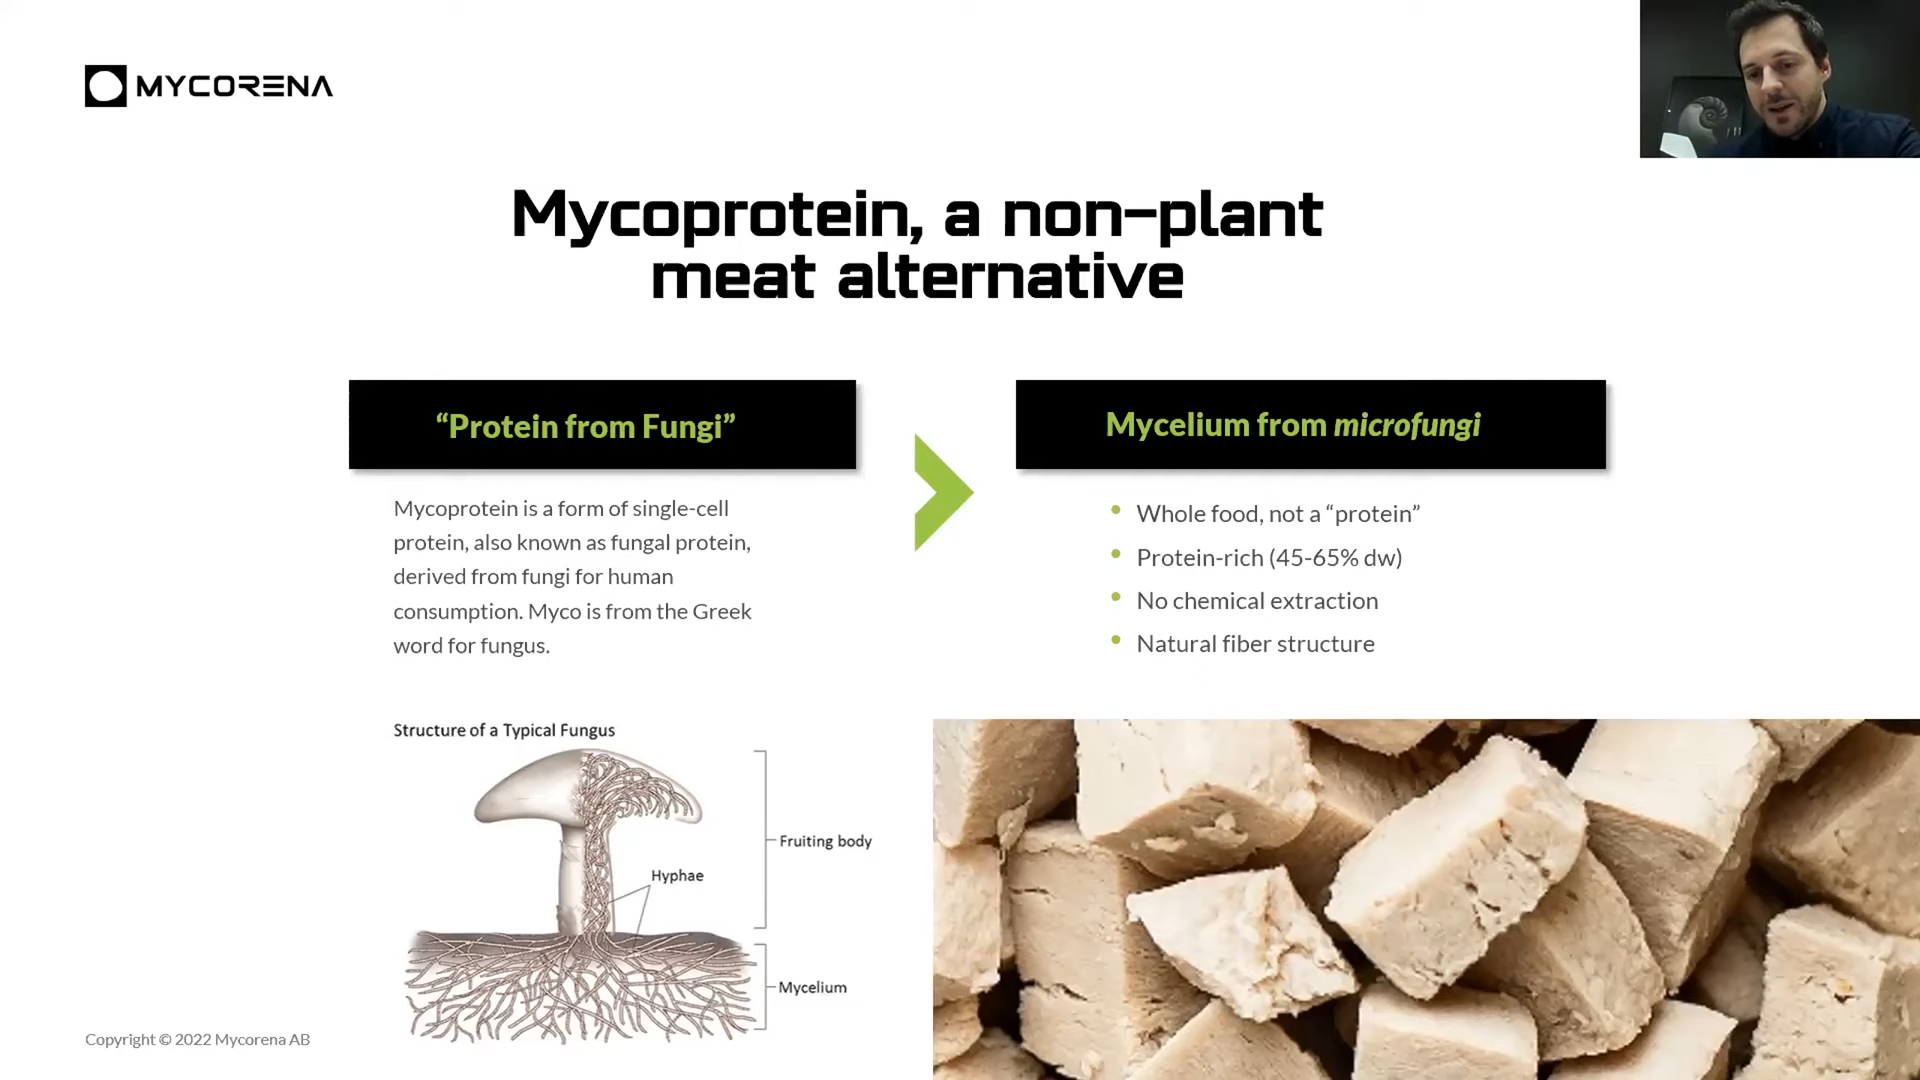 MYCORENA
Mycoprotein, a non-plant
meat alternative
“Protein from Fungi”
Mycoprotein is a form of single-cell
protein, also known as fungal protein,
derived from fungi for human
consumption. Myco is from the Greek
word for fungus.
Mycelium from microfungi
Whole food, not a “protein”
Protein-rich (45-65% dw)
No chemical extraction
Natural fiber structure
Structure of a Typical Fungus
Fruiting body
Hyphae
Mycelium
Copyright © 2022 Mycorena AB